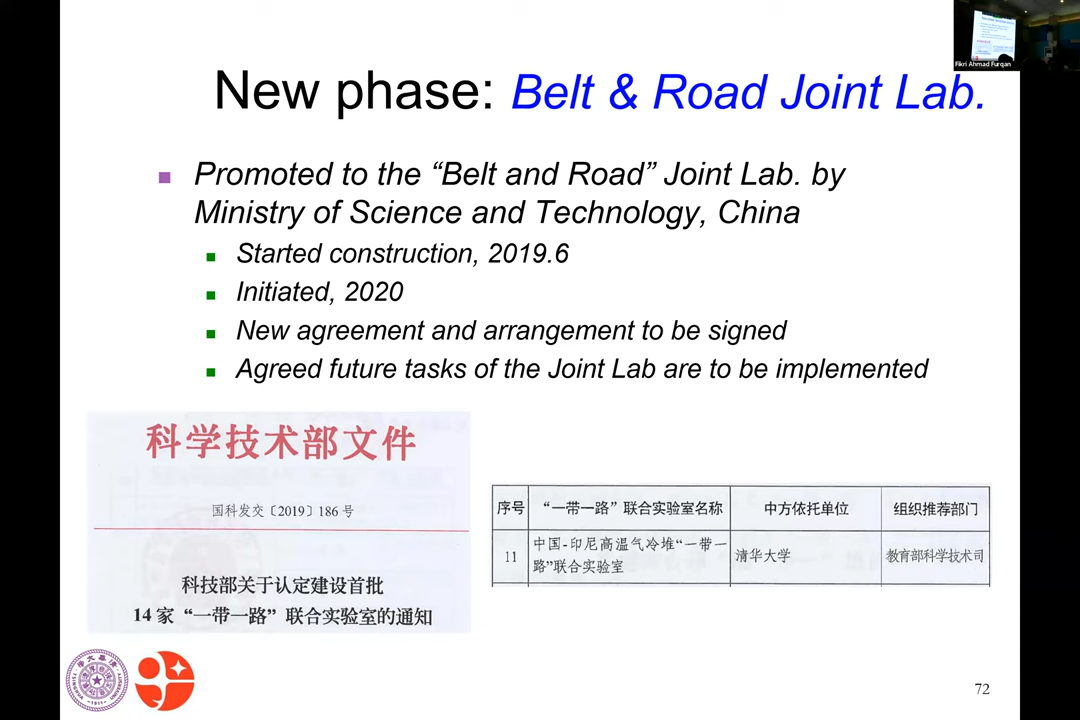 Fikri Ahmad Furqan
New phase: Belt & Road Joint Lab.
Promoted to the “Belt and Road” Joint Lab. by
Ministry of Science and Technology, China
Started construction, 2019.6
Initiated, 2020
New agreement and arrangement to be signed
Agreed future tasks of the Joint Lab are to be implemented
科学技术部文件
国科发交〔2019〕186 号
科技部关于认定建设首批
14 家 “一带一路” 联合实验室的通知
序号 “一带一路”联合实验室名称 中方依托单位 组织推荐部门
11 中国-印尼高温气冷堆“一带一
路”联合实验室 清华大学 教育部科学技术司
72